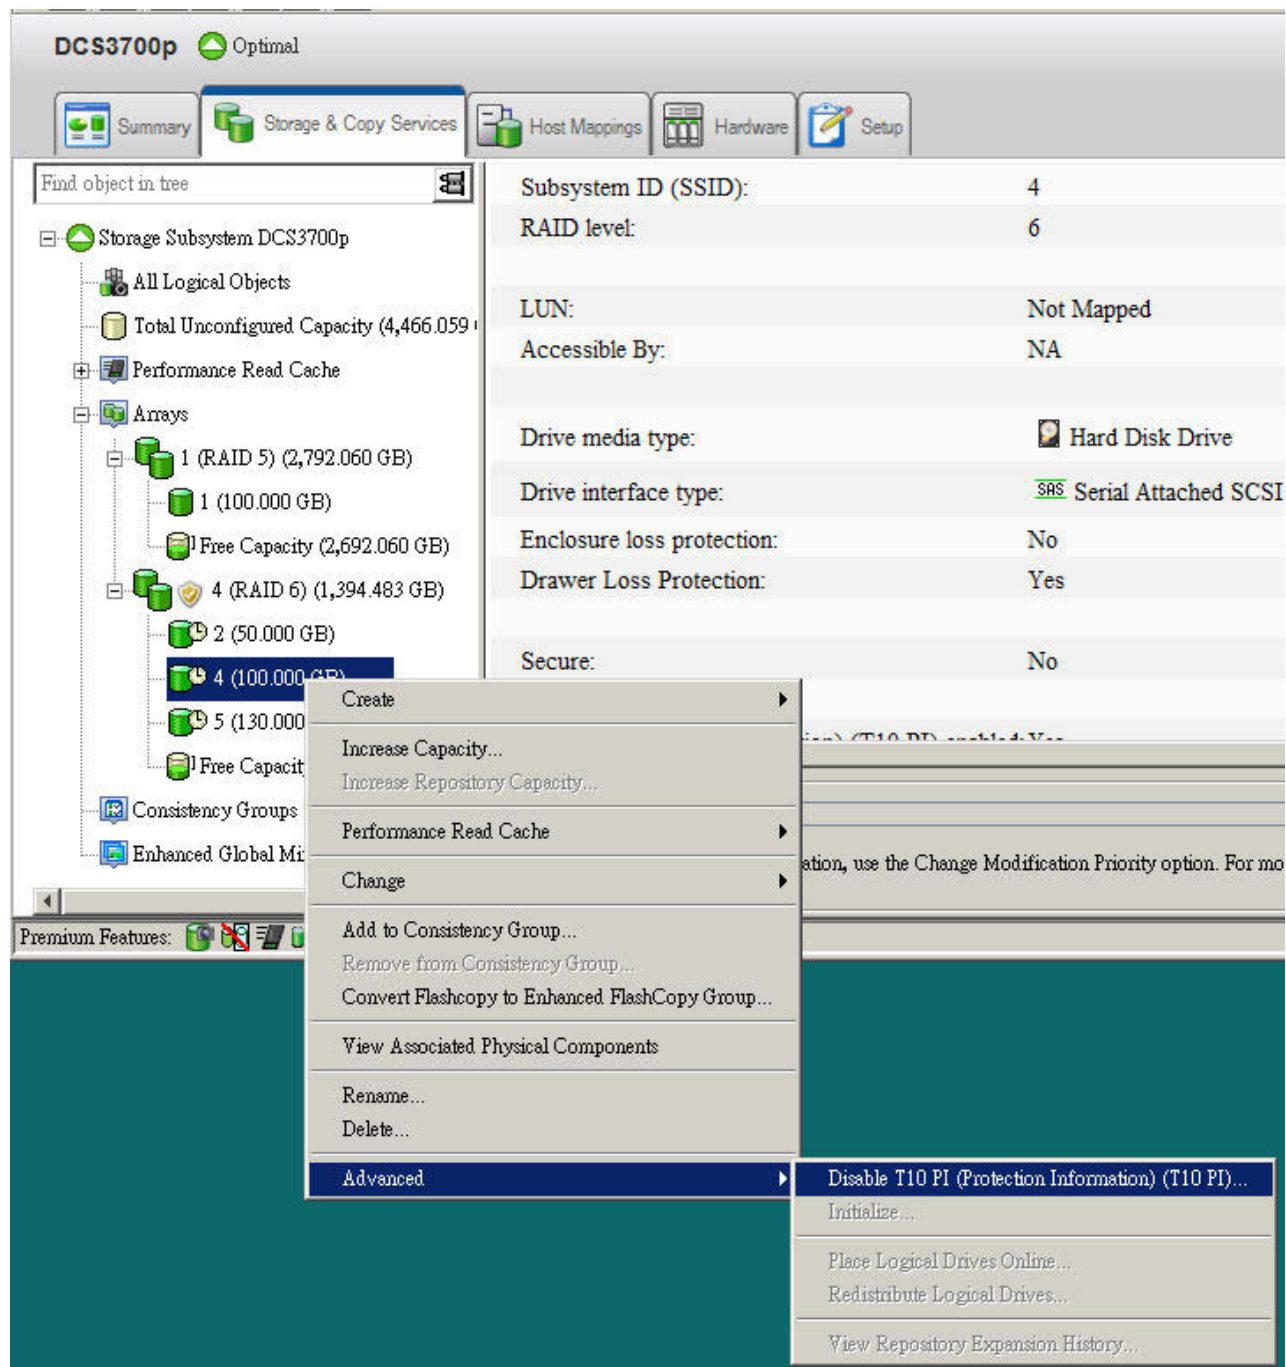 DCS3700p Optimal
Summary
Storage & Copy Services
Host Mappings
Hardware
Setup
Find object in tree
Storage Subsystem DCS3700p
All Logical Objects
Total Unconfigured Capacity (4,466.059
Performance Read Cache
Arrays
1 (RAID 5) (2,792.060 GB)
1 (100.000 GB)
Free Capacity (2,692.060 GB)
4 (RAID 6) (1,394.483 GB)
2 (50.000 GB)
4 (100.000 GB)
5 (130.000
Free Capacit
Consistency Groups
Enhanced Global Mi
Premium Features:
Subsystem ID (SSID): 4
RAID level: 6
LUN: Not Mapped
Accessible By: NA
Drive media type: Hard Disk Drive
Drive interface type: SAS Serial Attached SCSI
Enclosure loss protection: No
Drawer Loss Protection: Yes
Secure: No
(T10 PI) enabled: Yes
ation, use the Change Modification Priority option. For mo
Create
Increase Capacity...
Increase Repository Capacity...
Performance Read Cache
Change
Add to Consistency Group...
Remove from Consistency Group...
Convert Flashcopy to Enhanced FlashCopy Group...
View Associated Physical Components
Rename...
Delete...
Advanced
Disable T10 PI (Protection Information) (T10 PI)...
Initialize...
Place Logical Drives Online...
Redistribute Logical Drives...
View Repository Expansion History...